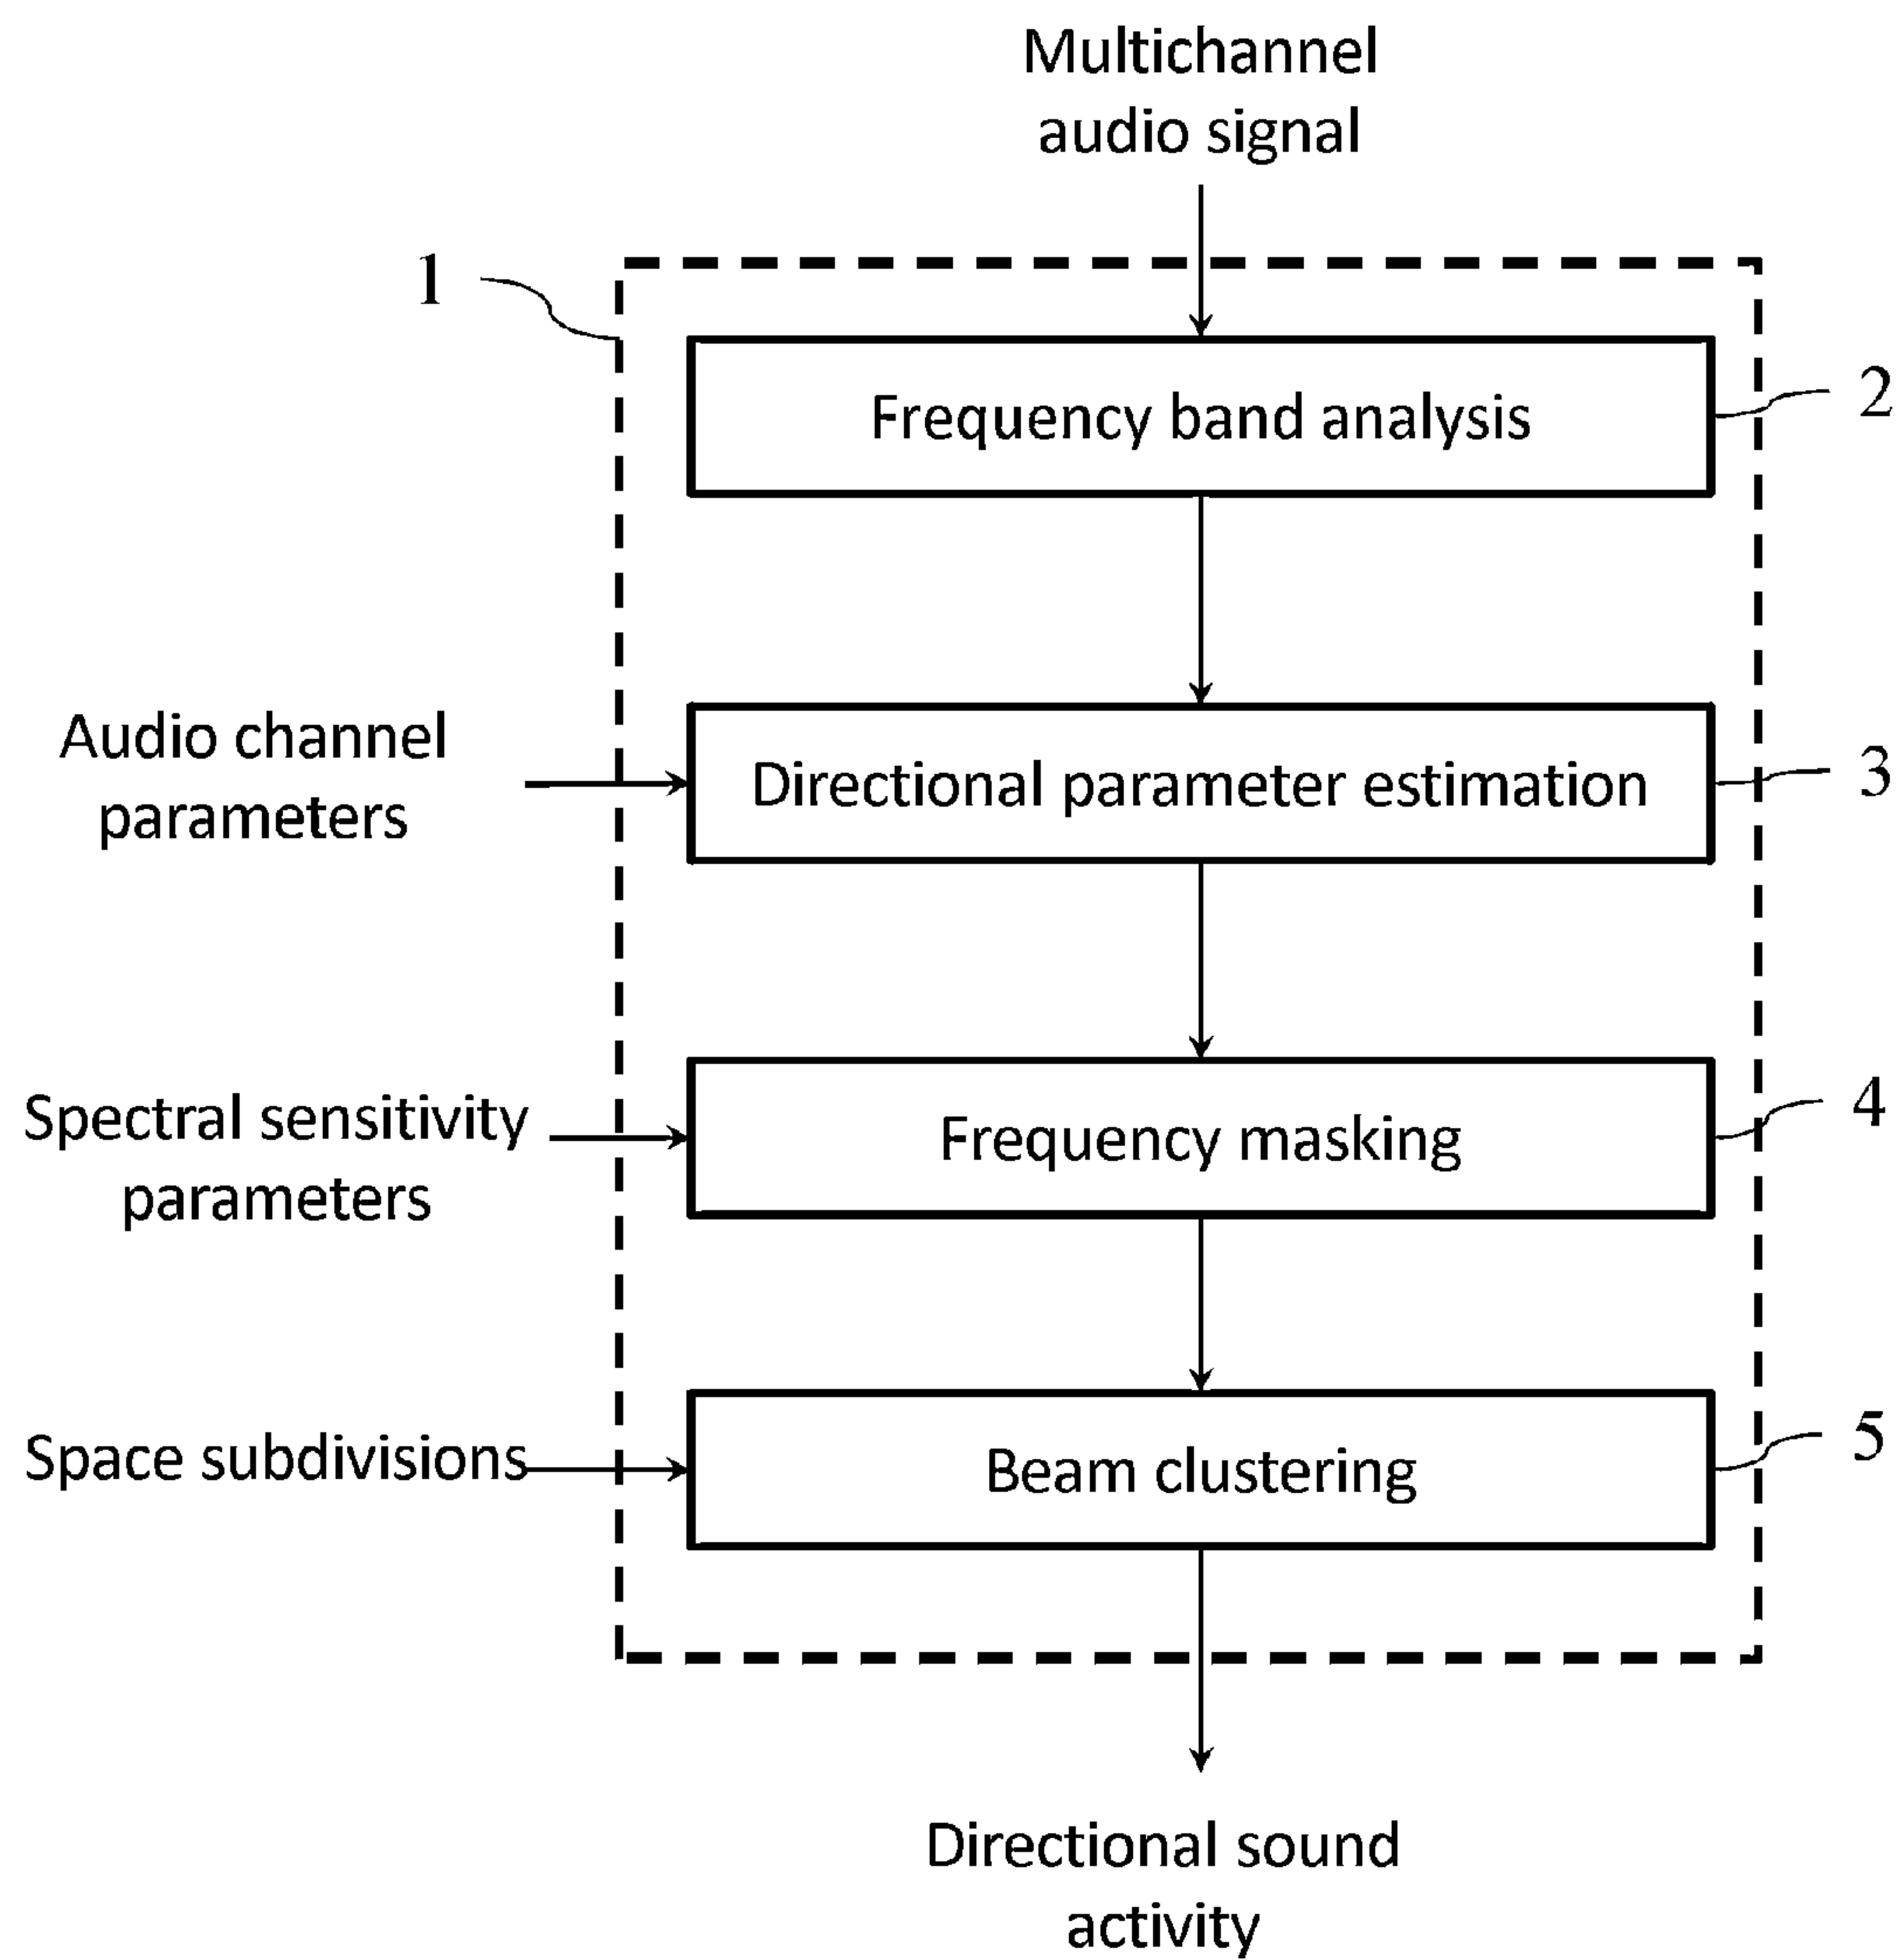 Multichannel
audio signal
1
Frequency band analysis
2
Audio channel
parameters
Directional parameter estimation
3
Spectral sensitivity
parameters
Frequency masking
4
Space subdivisions
Beam clustering
5
Directional sound
activity